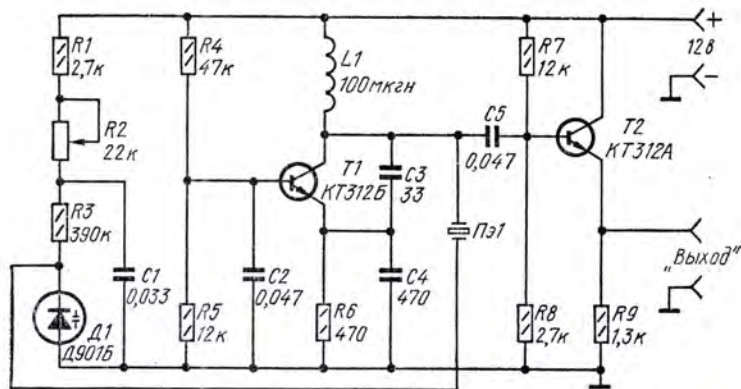 R1
2,7к
R2
22к
R3
390к
Д1
Д901Б
C1
0,033
R4
47к
R5
12к
C2
0,047
L1
100мкгн
T1
КТ312Б
R6
470
C3
33
C4
470
Пэ1
C5
0,047
R7
12к
R8
2,7к
T2
КТ312А
R9
1,3к
+
12в
−
"Выход"